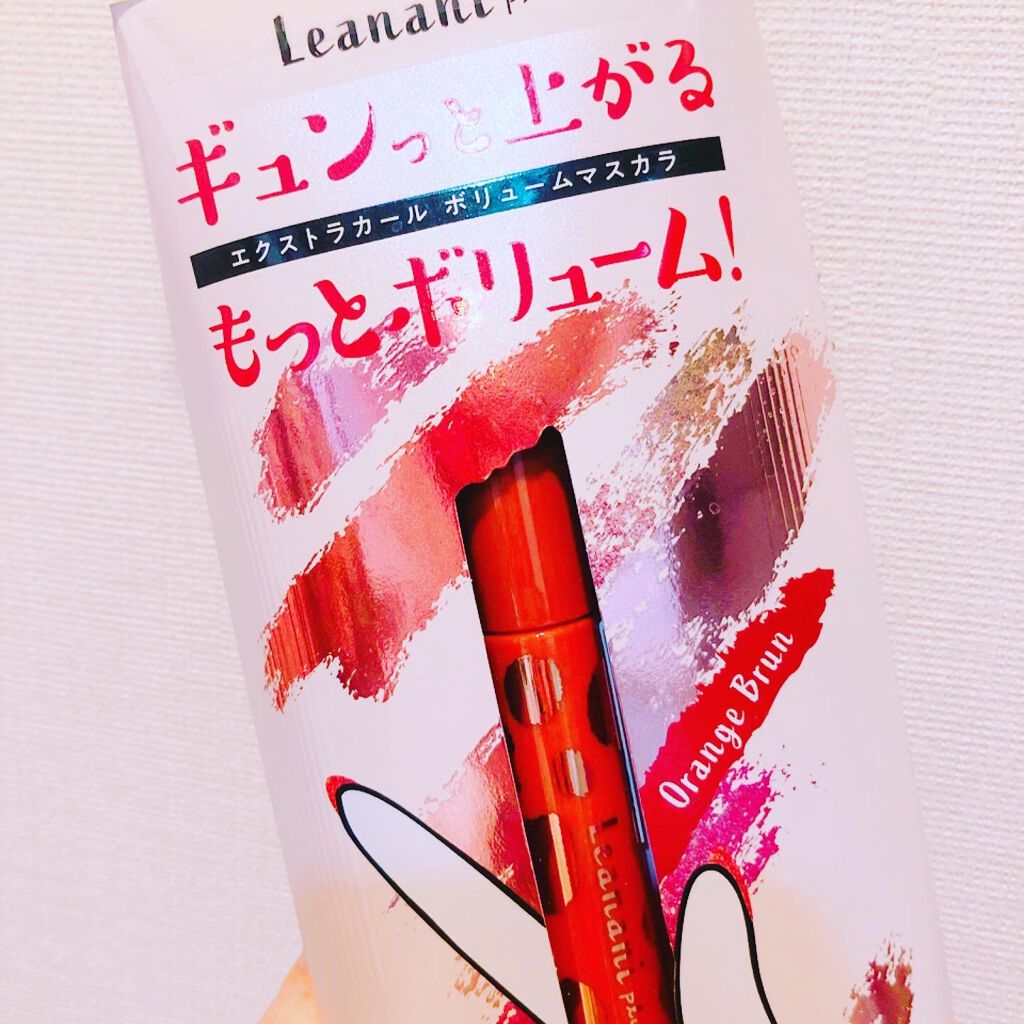 Leanani
ギュンっと上がる
エクストラカール ボリュームマスカラ
もっとボリューム!
Orange Brun
Leanani